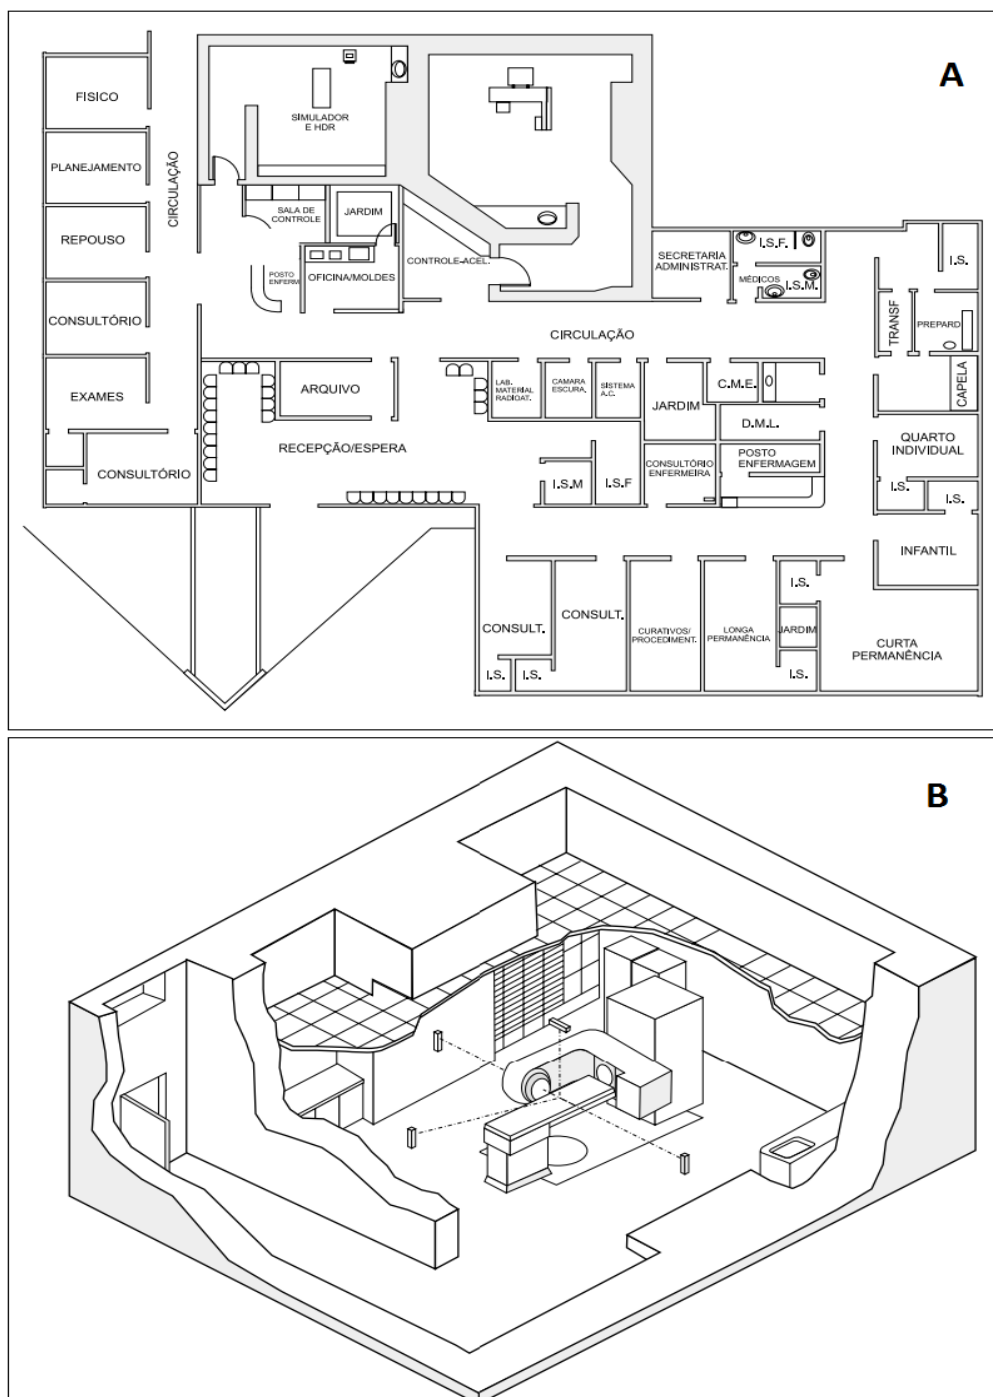 A
FISICO
PLANEJAMENTO
REPOUSO
CONSULTÓRIO
EXAMES
CONSULTÓRIO
CIRCULAÇÃO
SIMULADOR
E HDR
SALA DE
CONTROLE
JARDIM
POSTO
ENFERM
OFICINA/MOLDES
CONTROLE-ACEL.
SECRETARIA
ADMINISTRAT.
I.S.F.
MÉDICOS
I.S.M.
I.S.
TRANSF
PREPARD
CAPELA
CIRCULAÇÃO
ARQUIVO
RECEPÇÃO/ESPERA
LAB.
MATERIAL
RADIOAT.
CAMARA
ESCURA.
SISTEMA
A.C.
JARDIM
C.M.E.
D.M.L.
QUARTO
INDIVIDUAL
I.S.M
I.S.F
CONSULTÓRIO
ENFERMEIRA
POSTO
ENFERMAGEM
I.S.
I.S.
INFANTIL
CONSULT.
CONSULT.
I.S.
I.S.
CURATIVOS/
PROCEDIMENT.
LONGA
PERMANÊNCIA
I.S.
JARDIM
I.S.
CURTA
PERMANÊNCIA
B